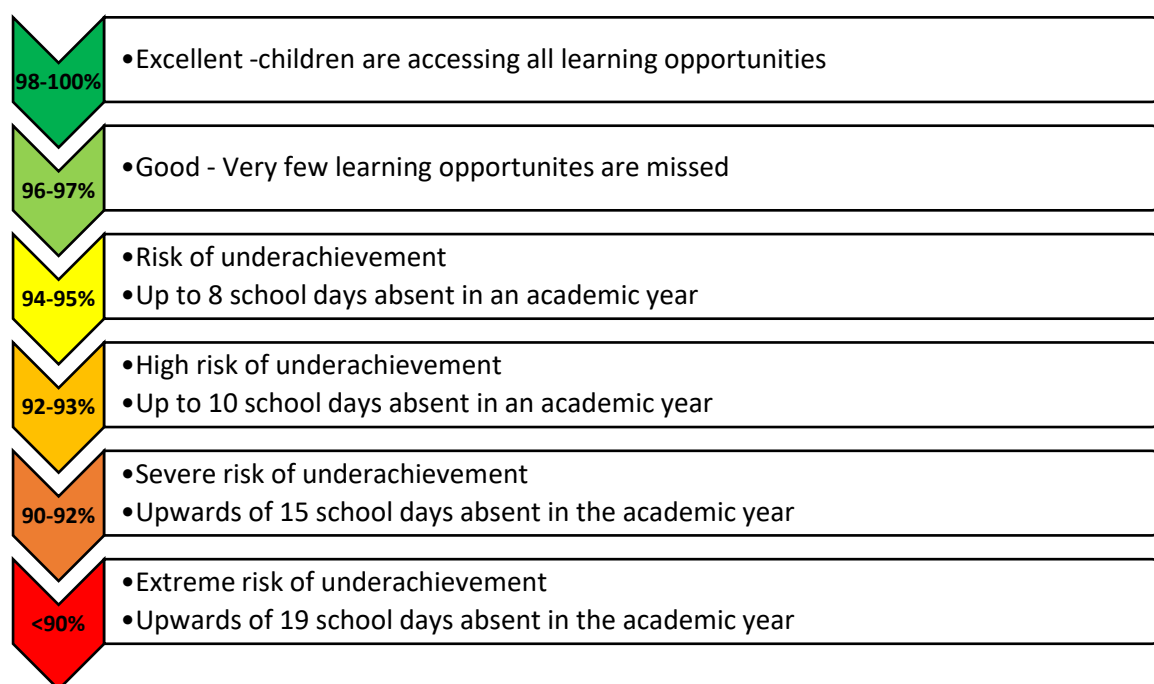 98-100%
•Excellent -children are accessing all learning opportunities
96-97%
•Good - Very few learning opportunites are missed
94-95%
•Risk of underachievement
•Up to 8 school days absent in an academic year
92-93%
•High risk of underachievement
•Up to 10 school days absent in an academic year
90-92%
•Severe risk of underachievement
•Upwards of 15 school days absent in the academic year
<90%
•Extreme risk of underachievement
•Upwards of 19 school days absent in the academic year